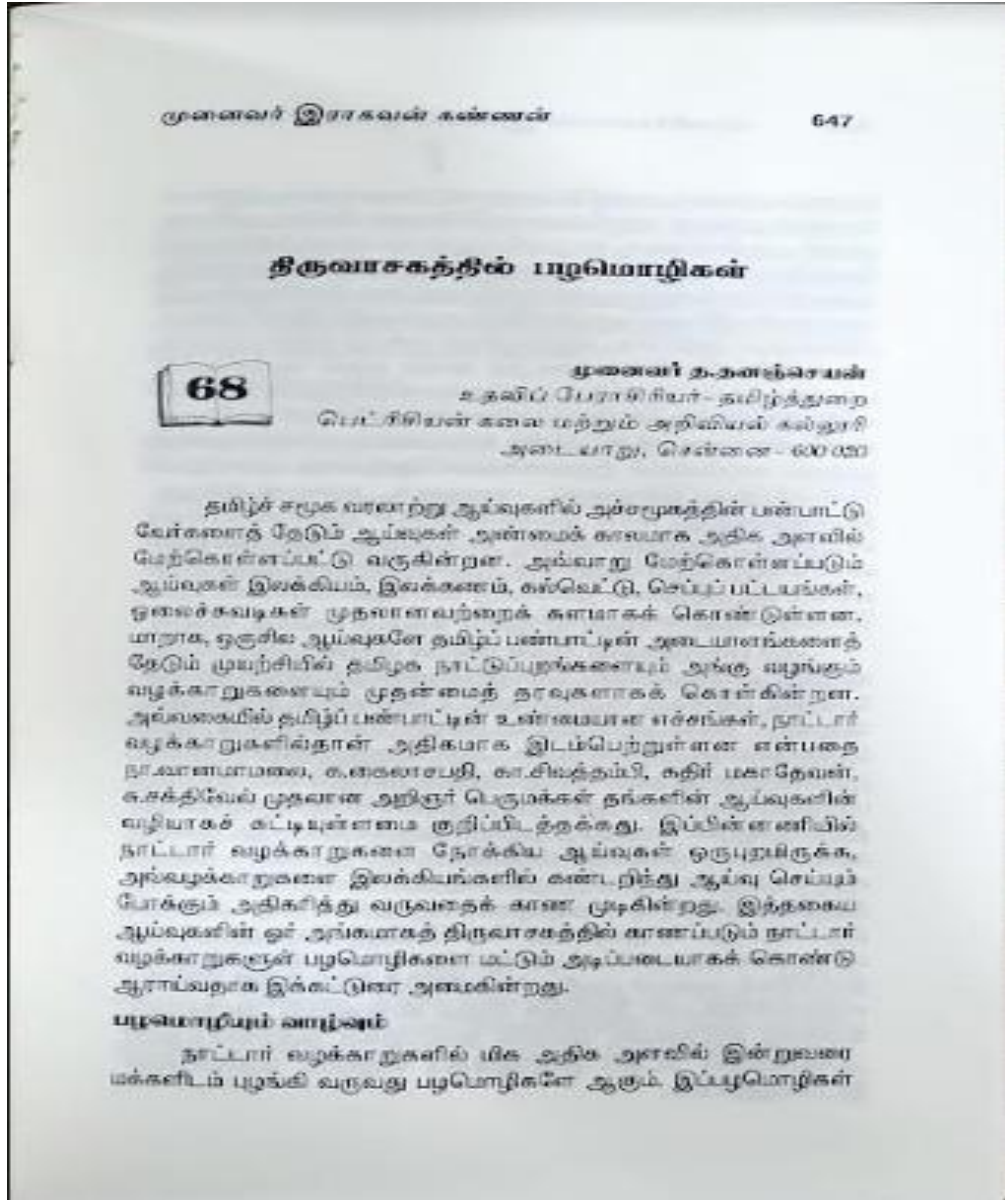 முனைவர் இராகவன் கண்ணன் 647
திருவாசகத்தில் பழமொழிகள்
68
முனைவர் த.தனஞ்செயன்
உதவிப் பேராசிரியர்- தமிழ்த்துறை
பெட்ரீசியன் கலை மற்றும் அறிவியல் கல்லூரி
அடையாறு, சென்னை- 600 020
தமிழ்ச் சமூக வரலாற்று ஆய்வுகளில் அச்சமூகத்தின் பண்பாட்டு
வேர்களைத் தேடும் ஆய்வுகள் அண்மைக் காலமாக அதிக அளவில்
மேற்கொள்ளப்பட்டு வருகின்றன. அவ்வாறு மேற்கொள்ளப்படும்
ஆய்வுகள் இலக்கியம், இலக்கணம், கல்வெட்டு, செப்புப் பட்டயங்கள்,
ஓலைச்சுவடிகள் முதலானவற்றைக் களமாகக் கொண்டுள்ளன.
மாறாக, ஒருசில ஆய்வுகளே தமிழ்ப் பண்பாட்டின் அடையாளங்களைத்
தேடும் முயற்சியில் தமிழக நாட்டுப்புறங்களையும் அங்கு வழங்கும்
வழக்காறுகளையும் முதன்மைத் தரவுகளாகக் கொள்கின்றன.
அவ்வகையில் தமிழ்ப் பண்பாட்டின் உண்மையான எச்சங்கள், நாட்டார்
வழக்காறுகளில்தான் அதிகமாக இடம்பெற்றுள்ளன என்பதை
நா.வானமாமலை, க.கைலாசபதி, கா.சிவத்தம்பி, கதிர் மகாதேவன்,
சு.சக்திவேல் முதலான அறிஞர் பெருமக்கள் தங்களின் ஆய்வுகளின்
வழியாகச் சுட்டியுள்ளமை குறிப்பிடத்தக்கது. இப்பின்னணியில்
நாட்டார் வழக்காறுகளை நோக்கிய ஆய்வுகள் ஒருபுறமிருக்க,
அவ்வழக்காறுகளை இலக்கியங்களில் கண்டறிந்து ஆய்வு செய்யும்
போக்கும் அதிகரித்து வருவதைக் காண முடிகின்றது. இத்தகைய
ஆய்வுகளின் ஓர் அங்கமாகத் திருவாசகத்தில் காணப்படும் நாட்டார்
வழக்காறுகளுள் பழமொழிகளை மட்டும் அடிப்படையாகக் கொண்டு
ஆராய்வதாக இக்கட்டுரை அமைகின்றது.
பழமொழியும் வாழ்வும்
நாட்டார் வழக்காறுகளில் மிக அதிக அளவில் இன்றுவரை
மக்களிடம் புழங்கி வருவது பழமொழிகளே ஆகும். இப்பழமொழிகள்